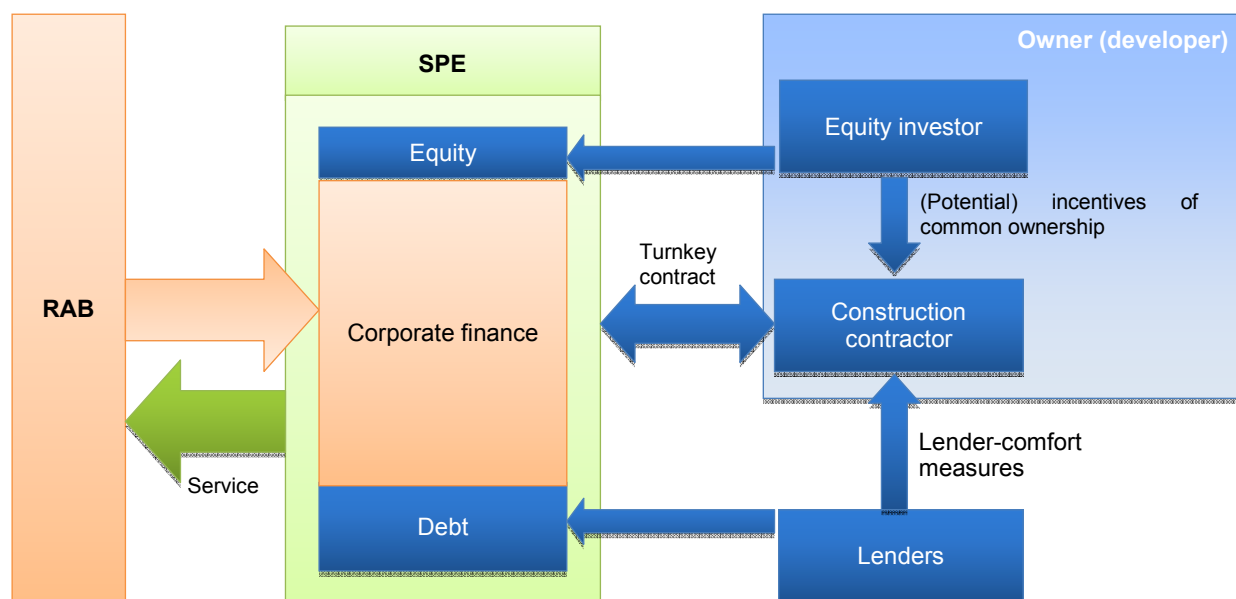 Owner (developer)
SPE
Equity investor
Equity
(Potential) incentives of
common ownership
Turnkey
contract
RAB
Corporate finance
Construction
contractor
Lender-comfort
measures
Service
Debt
Lenders